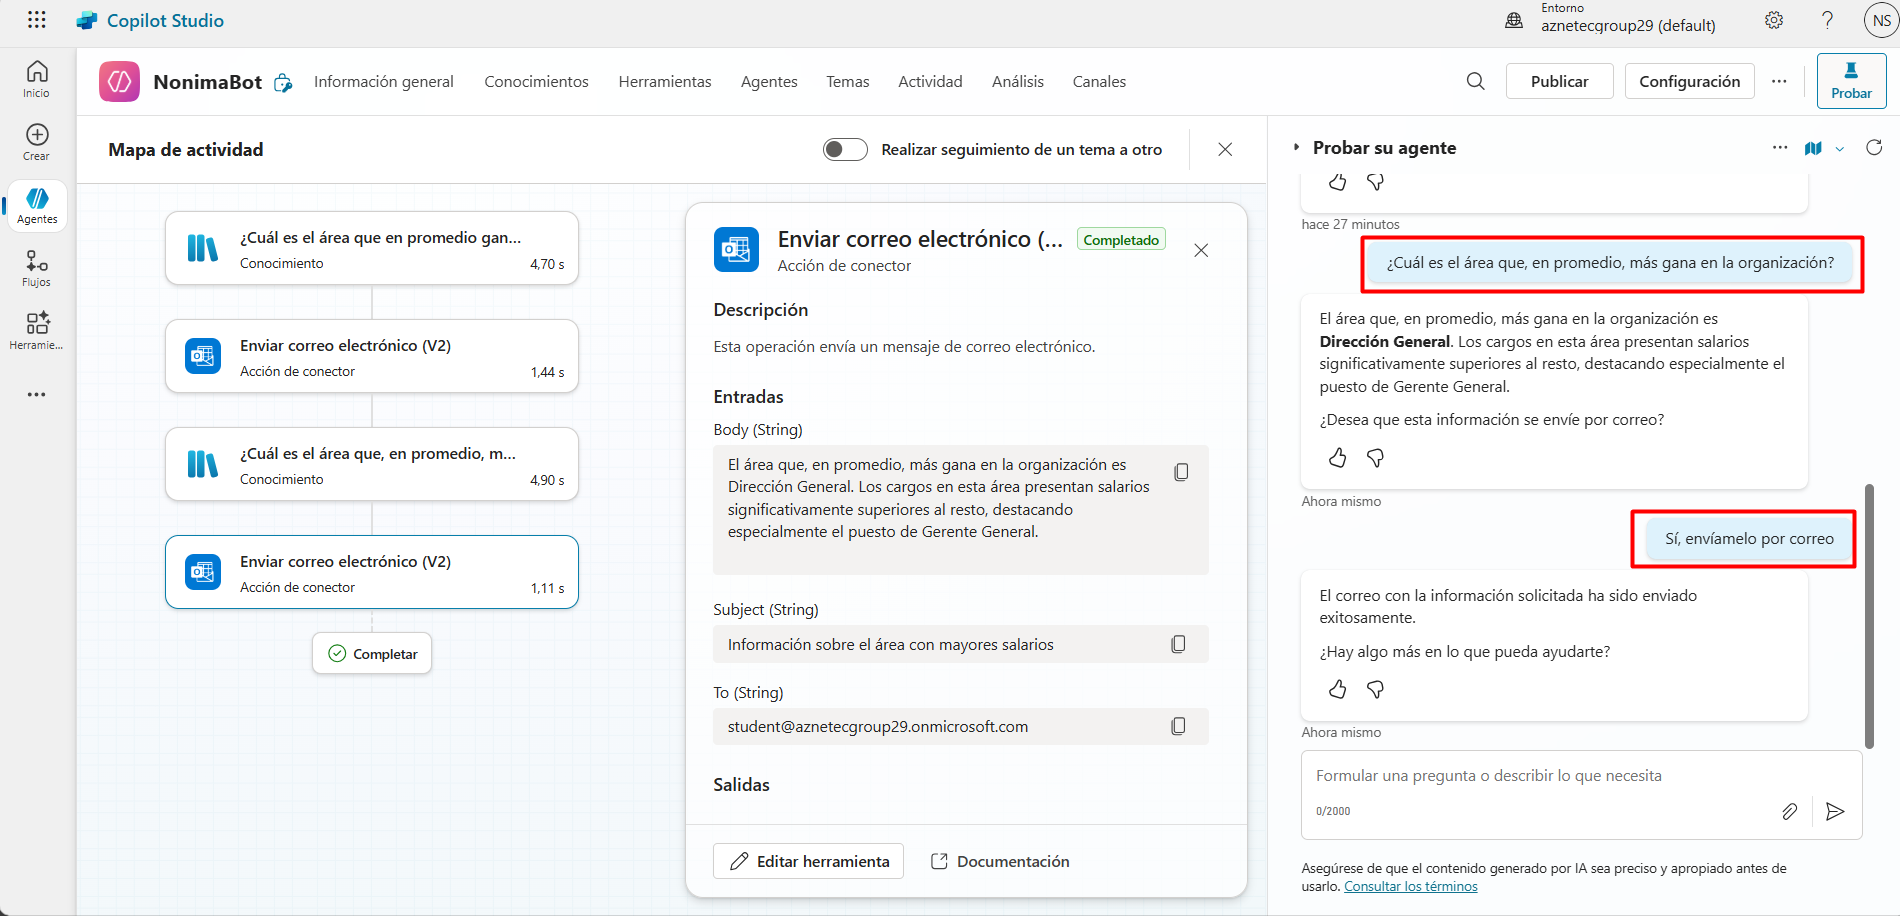 Copilot Studio
Entorno
aznetecgroup29 (default)
NS
Inicio
Crear
Agentes
Flujos
Herramie...
NonimaBot
Información general
Conocimientos
Herramientas
Agentes
Temas
Actividad
Análisis
Canales
Publicar
Configuración
Probar
Mapa de actividad
Realizar seguimiento de un tema a otro
¿Cuál es el área que en promedio gan...
Conocimiento
4,70 s
Enviar correo electrónico (V2)
Acción de conector
1,44 s
¿Cuál es el área que, en promedio, m...
Conocimiento
4,90 s
Enviar correo electrónico (V2)
Acción de conector
1,11 s
Completar
Enviar correo electrónico (...
Completado
Acción de conector
Descripción
Esta operación envía un mensaje de correo electrónico.
Entradas
Body (String)
El área que, en promedio, más gana en la organización es
Dirección General. Los cargos en esta área presentan salarios
significativamente superiores al resto, destacando
especialmente el puesto de Gerente General.
Subject (String)
Información sobre el área con mayores salarios
To (String)
student@aznetecgroup29.onmicrosoft.com
Salidas
Editar herramienta
Documentación
Probar su agente
hace 27 minutos
¿Cuál es el área que, en promedio, más gana en la organización?
El área que, en promedio, más gana en la organización es
Dirección General. Los cargos en esta área presentan salarios
significativamente superiores al resto, destacando especialmente el
puesto de Gerente General.
¿Desea que esta información se envíe por correo?
Ahora mismo
Sí, envíamelo por correo
El correo con la información solicitada ha sido enviado
exitosamente.
¿Hay algo más en lo que pueda ayudarte?
Ahora mismo
Formular una pregunta o describir lo que necesita
0/2000
Asegúrese de que el contenido generado por IA sea preciso y apropiado antes de
usarlo. Consultar los términos